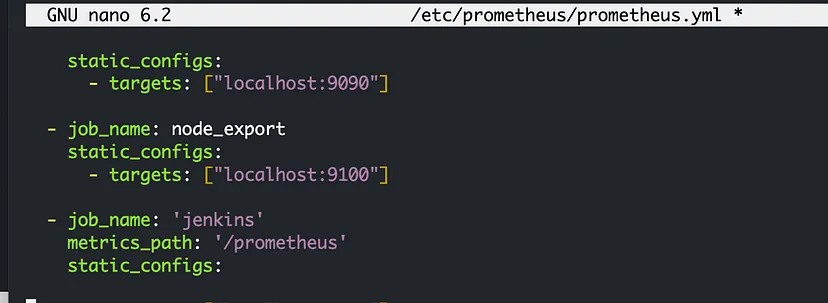 GNU nano 6.2 /etc/prometheus/prometheus.yml *
static_configs:
- targets: ["localhost:9090"]
- job_name: node_export
static_configs:
- targets: ["localhost:9100"]
- job_name: 'jenkins'
metrics_path: '/prometheus'
static_configs: